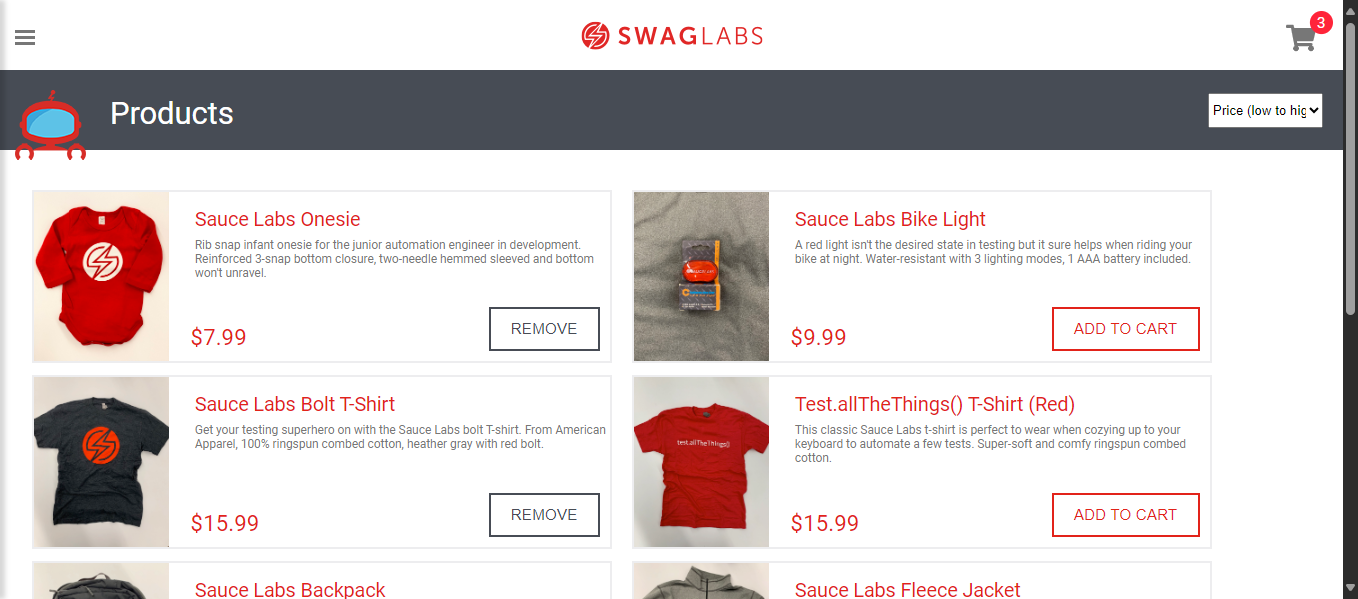 SWAGLABS
3
Products
Price (low to hig
Sauce Labs Onesie
Rib snap infant onesie for the junior automation engineer in development.
Reinforced 3-snap bottom closure, two-needle hemmed sleeved and bottom
won't unravel.
$7.99
REMOVE
Sauce Labs Bike Light
A red light isn't the desired state in testing but it sure helps when riding your
bike at night. Water-resistant with 3 lighting modes, 1 AAA battery included.
$9.99
ADD TO CART
Sauce Labs Bolt T-Shirt
Get your testing superhero on with the Sauce Labs bolt T-shirt. From American
Apparel, 100% ringspun combed cotton, heather gray with red bolt.
$15.99
REMOVE
test.allTheThings()
Test.allTheThings() T-Shirt (Red)
This classic Sauce Labs t-shirt is perfect to wear when cozying up to your
keyboard to automate a few tests. Super-soft and comfy ringspun combed
cotton.
$15.99
ADD TO CART
Sauce Labs Backpack
Sauce Labs Fleece Jacket